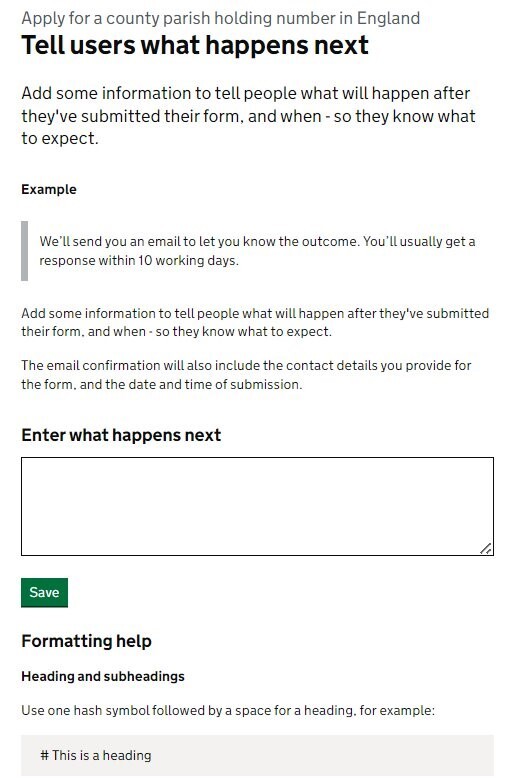 Apply for a county parish holding number in England
Tell users what happens next
Add some information to tell people what will happen after
they've submitted their form, and when - so they know what
to expect.
Example
We'll send you an email to let you know the outcome. You'll usually get a
response within 10 working days.
Add some information to tell people what will happen after they've submitted
their form, and when - so they know what to expect.
The email confirmation will also include the contact details you provide for
the form, and the date and time of submission.
Enter what happens next
Save
Formatting help
Heading and subheadings
Use one hash symbol followed by a space for a heading, for example:
# This is a heading